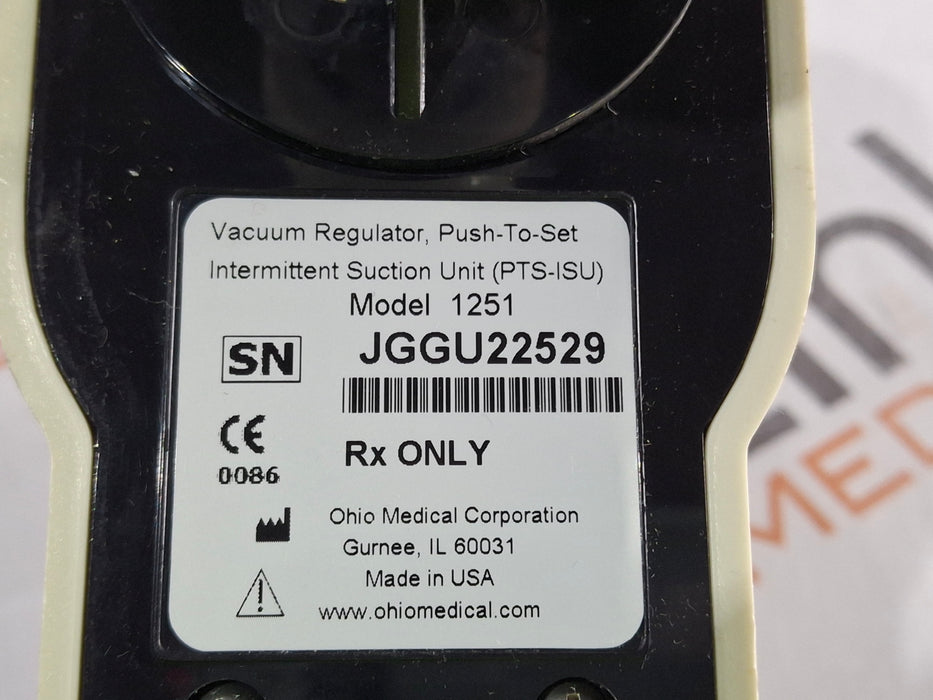 Vacuum Regulator, Push-To-Set
Intermittent Suction Unit (PTS-ISU)
Model 1251
SN JGGU22529
CE
0086
Rx ONLY
Ohio Medical Corporation
Gurnee, IL 60031
Made in USA
www.ohiomedical.com